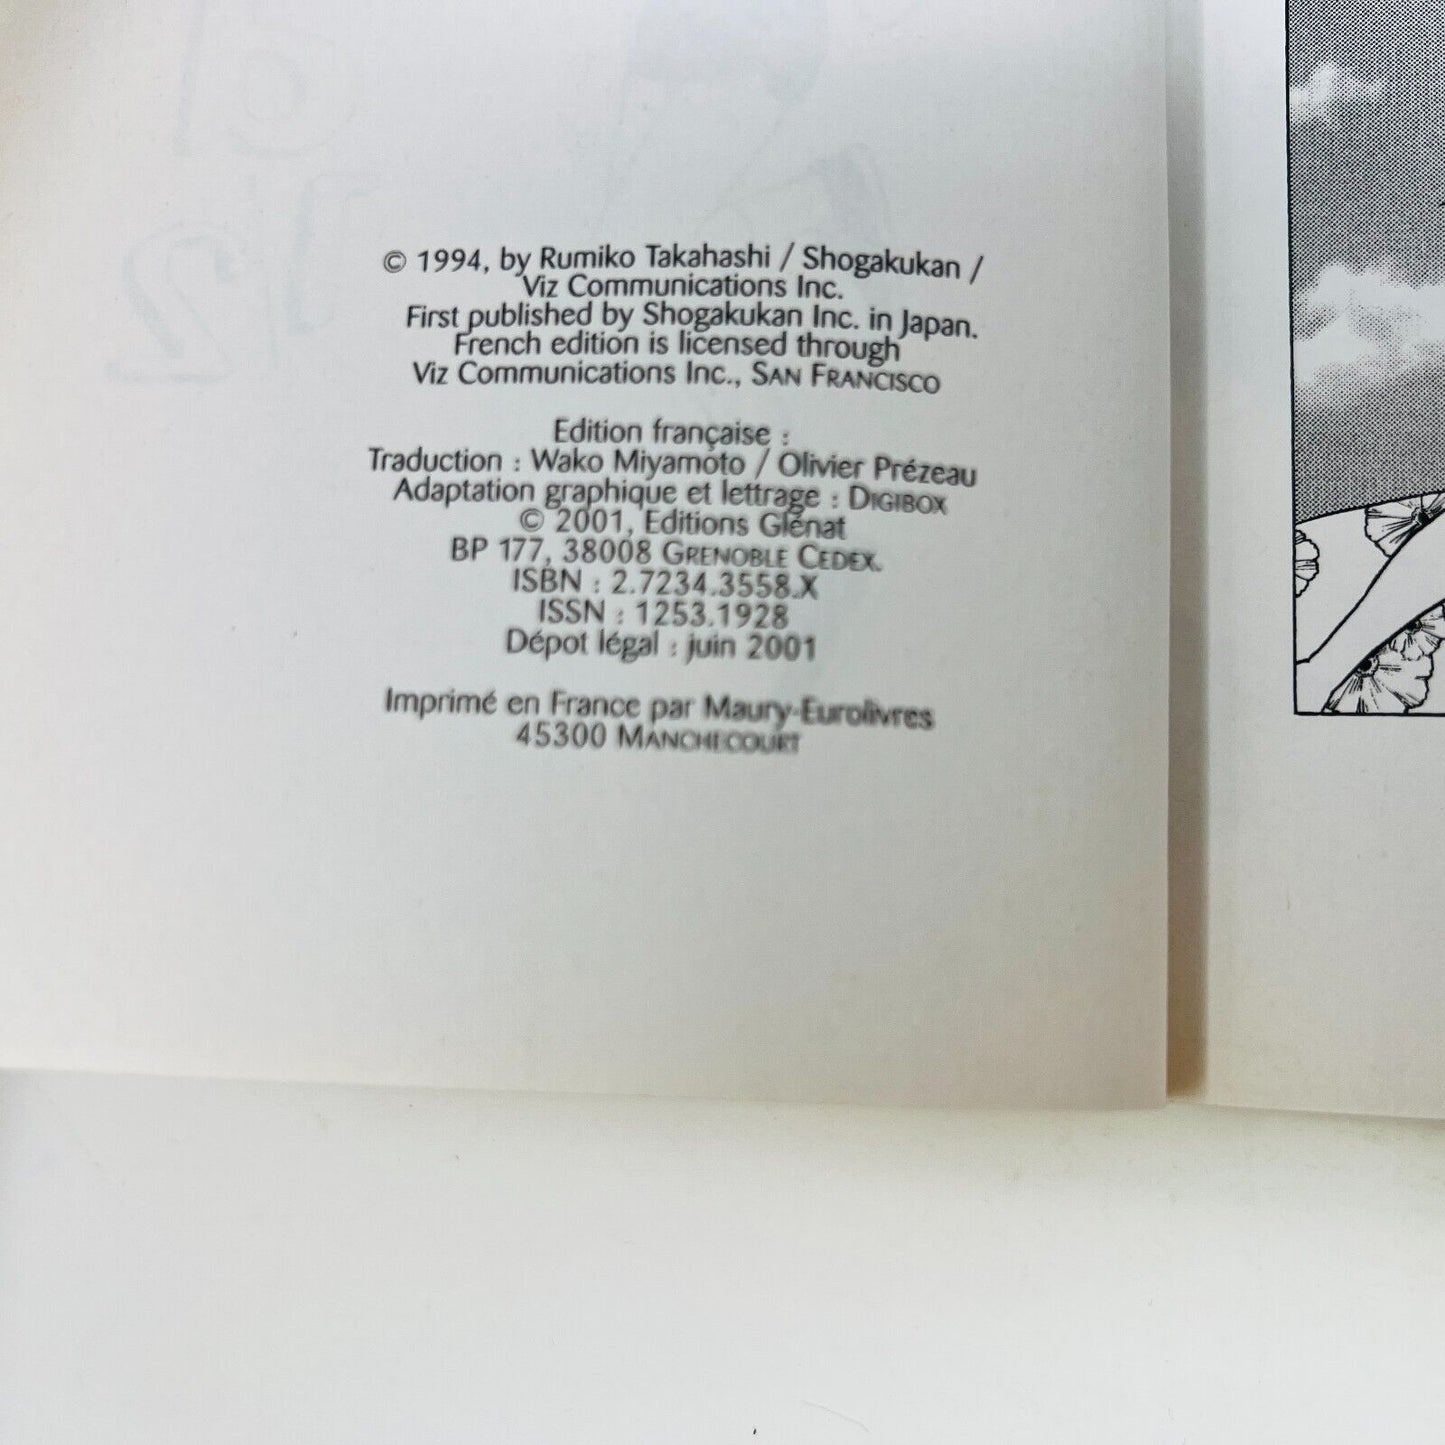 © 1994, by Rumiko Takahashi / Shogakukan /
Viz Communications Inc.
First published by Shogakukan Inc. in Japan.
French edition is licensed through
Viz Communications Inc., SAN FRANCISCO
Edition française :
Traduction : Wako Miyamoto / Olivier Prézeau
Adaptation graphique et lettrage : DIGIBOX
© 2001, Editions Glénat
BP 177, 38008 GRENOBLE CEDEX.
ISBN : 2.7234.3558.X
ISSN : 1253.1928
Dépot légal : juin 2001
Imprimé en France par Maury-Eurolivres
45300 MANCHECOURT